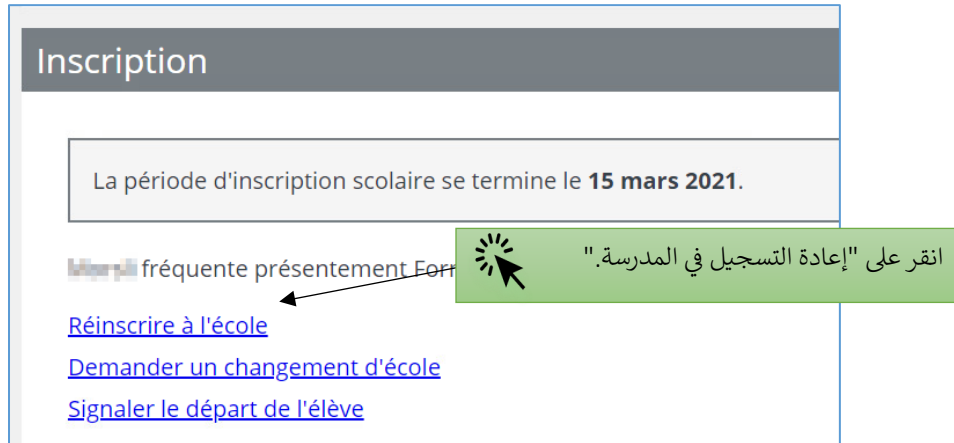 Inscription
La période d'inscription scolaire se termine le 15 mars 2021.
fréquente présentement
انقر على "إعادة التسجيل في المدرسة."
Réinscrire à l'école
Demander un changement d'école
Signaler le départ de l'élève